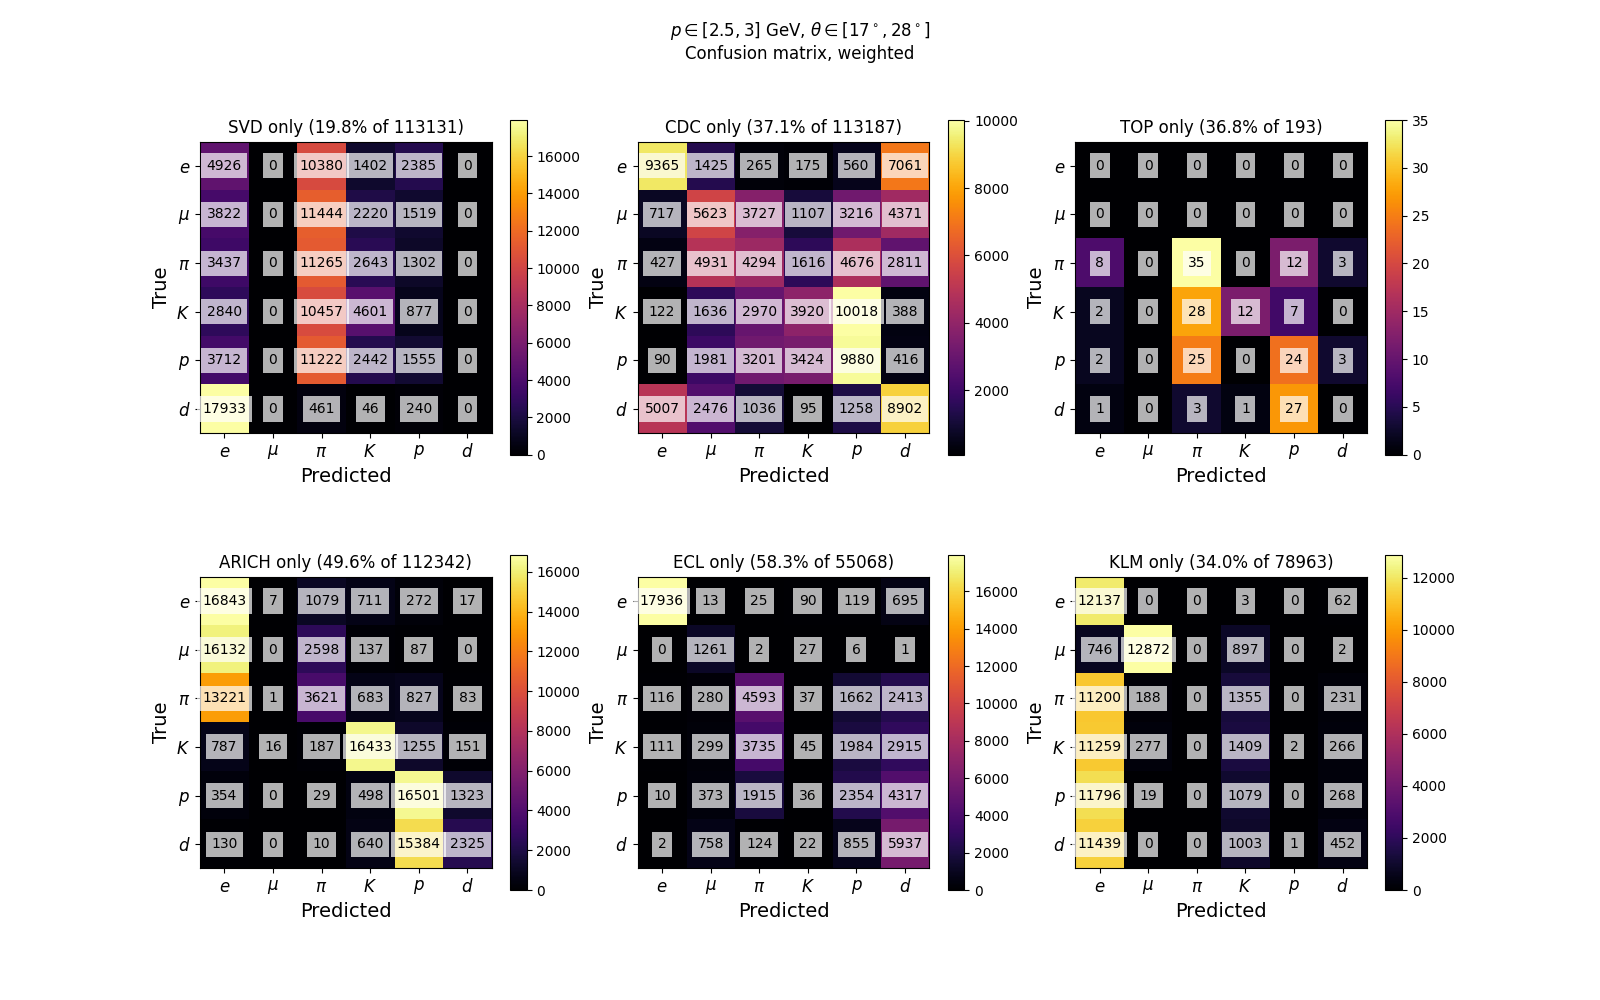 p ∈ [2.5, 3] GeV, θ ∈ [17°, 28°]
Confusion matrix, weighted
SVD only (19.8% of 113131)
e 4926 0 10380 1402 2385 0
μ 3822 0 11444 2220 1519 0
π 3437 0 11265 2643 1302 0
K 2840 0 10457 4601 877 0
p 3712 0 11222 2442 1555 0
d 17933 0 461 46 240 0
e μ π K p d
Predicted
True
16000
14000
12000
10000
8000
6000
4000
2000
0
CDC only (37.1% of 113187)
e 9365 1425 265 175 560 7061
μ 717 5623 3727 1107 3216 4371
π 427 4931 4294 1616 4676 2811
K 122 1636 2970 3920 10018 388
p 90 1981 3201 3424 9880 416
d 5007 2476 1036 95 1258 8902
e μ π K p d
Predicted
True
10000
8000
6000
4000
2000
TOP only (36.8% of 193)
e 0 0 0 0 0 0
μ 0 0 0 0 0 0
π 8 0 35 0 12 3
K 2 0 28 12 7 0
p 2 0 25 0 24 3
d 1 0 3 1 27 0
e μ π K p d
Predicted
True
35
30
25
20
15
10
5
0
ARICH only (49.6% of 112342)
e 16843 7 1079 711 272 17
μ 16132 0 2598 137 87 0
π 13221 1 3621 683 827 83
K 787 16 187 16433 1255 151
p 354 0 29 498 16501 1323
d 130 0 10 640 15384 2325
e μ π K p d
Predicted
True
16000
14000
12000
10000
8000
6000
4000
2000
0
ECL only (58.3% of 55068)
e 17936 13 25 90 119 695
μ 0 1261 2 27 6 1
π 116 280 4593 37 1662 2413
K 111 299 3735 45 1984 2915
p 10 373 1915 36 2354 4317
d 2 758 124 22 855 5937
e μ π K p d
Predicted
True
16000
14000
12000
10000
8000
6000
4000
2000
0
KLM only (34.0% of 78963)
e 12137 0 0 3 0 62
μ 746 12872 0 897 0 2
π 11200 188 0 1355 0 231
K 11259 277 0 1409 2 266
p 11796 19 0 1079 0 268
d 11439 0 0 1003 1 452
e μ π K p d
Predicted
True
12000
10000
8000
6000
4000
2000
0